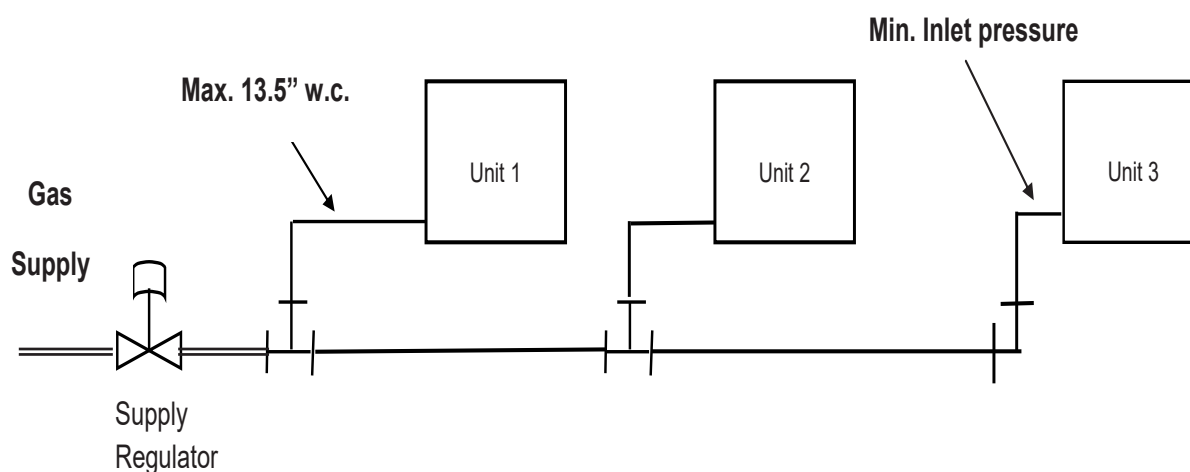 Min. Inlet pressure
Max. 13.5” w.c.
Unit 1
Unit 2
Unit 3
Gas
Supply
Supply
Regulator